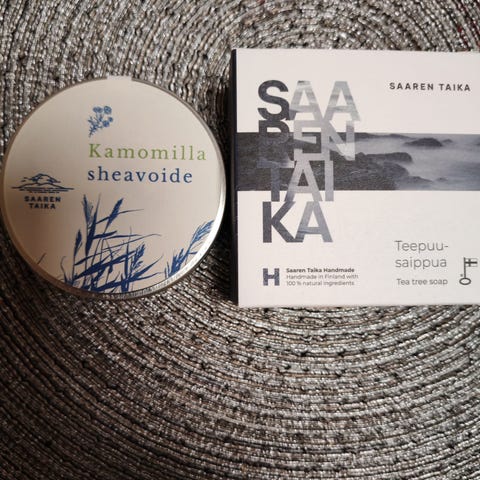 Kamomilla
sheavoide
SAAREN
TAIKA
SAAREN TAIKA
SAA
REN
TAI
KA
Saaren Taika Handmade
Handmade in Finland with
100 % natural ingredients
Teepuu-
saippua
Tea tree soap